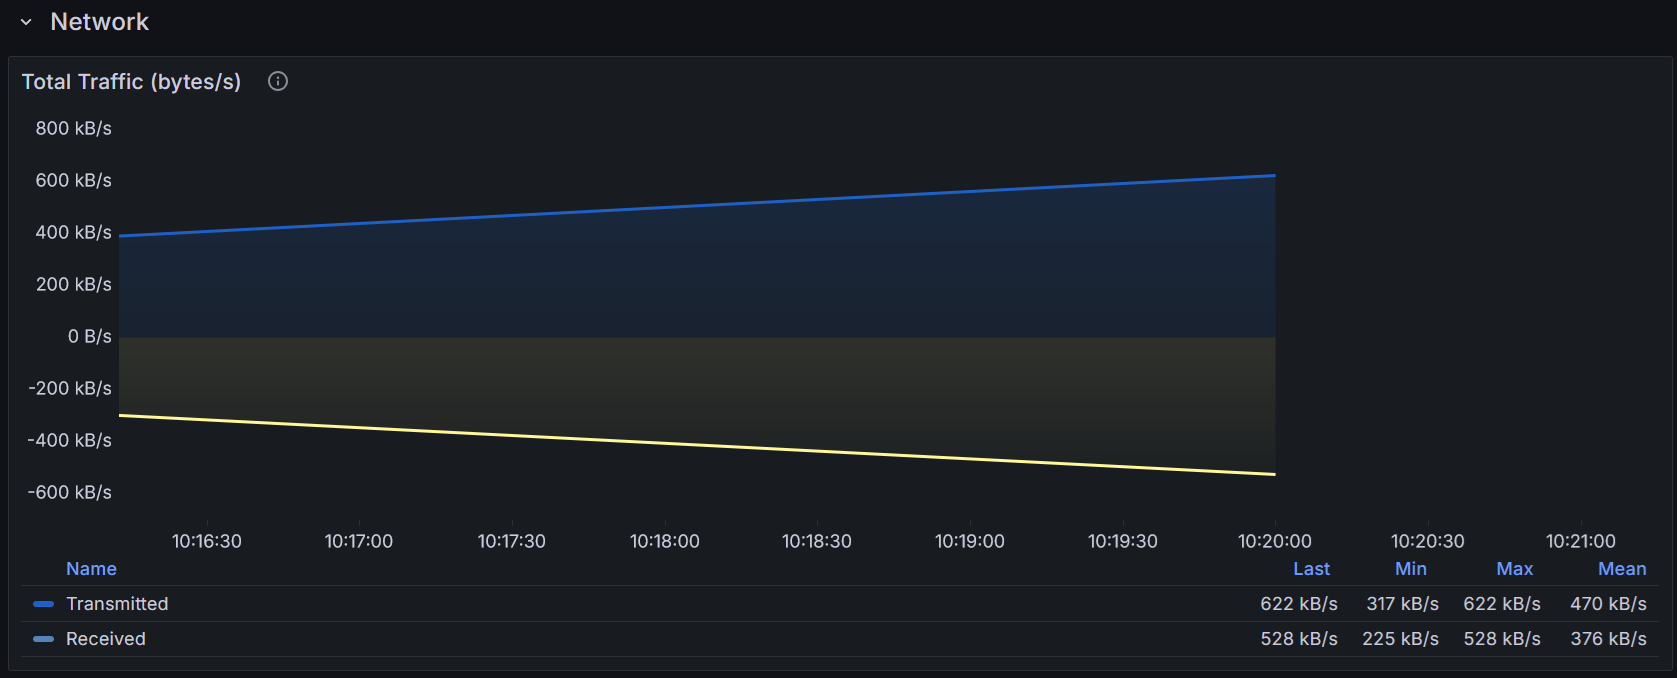 Network
Total Traffic (bytes/s)
800 kB/s
600 kB/s
400 kB/s
200 kB/s
0 B/s
-200 kB/s
-400 kB/s
-600 kB/s
10:16:30 10:17:00 10:17:30 10:18:00 10:18:30 10:19:00 10:19:30 10:20:00 10:20:30 10:21:00
Name Last Min Max Mean
Transmitted 622 kB/s 317 kB/s 622 kB/s 470 kB/s
Received 528 kB/s 225 kB/s 528 kB/s 376 kB/s